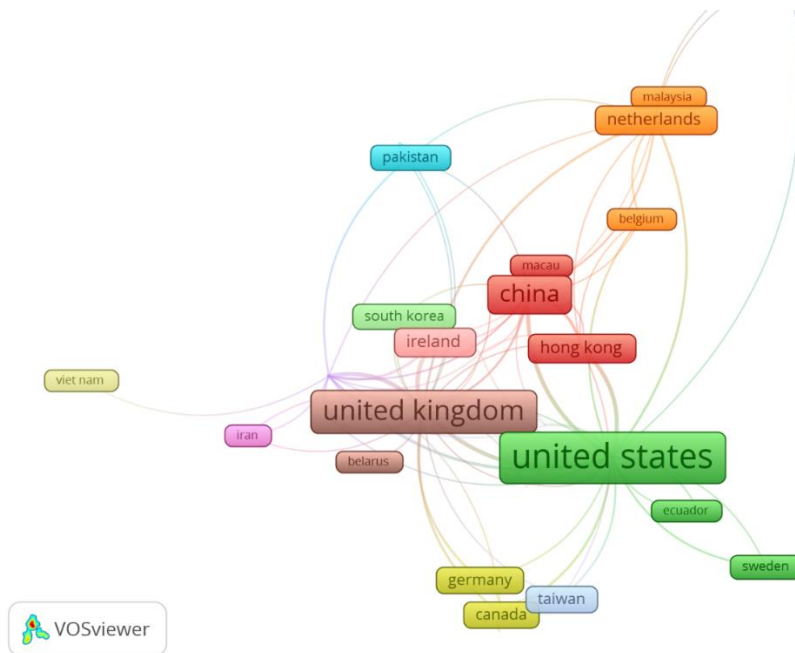 malaysia
netherlands
pakistan
belgium
macau
china
south korea
ireland
hong kong
viet nam
united kingdom
iran
belarus
united states
ecuador
sweden
germany
taiwan
canada
VOSviewer